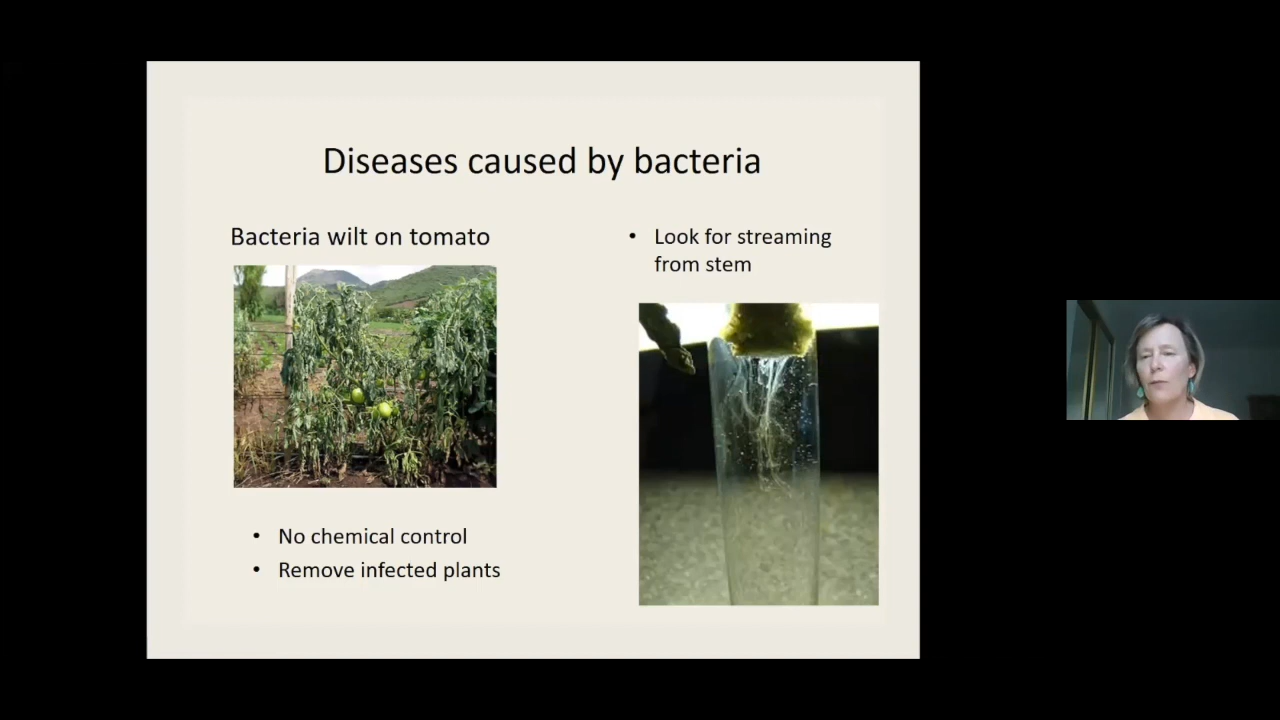 Diseases caused by bacteria
Bacteria wilt on tomato
• No chemical control
• Remove infected plants
• Look for streaming
from stem